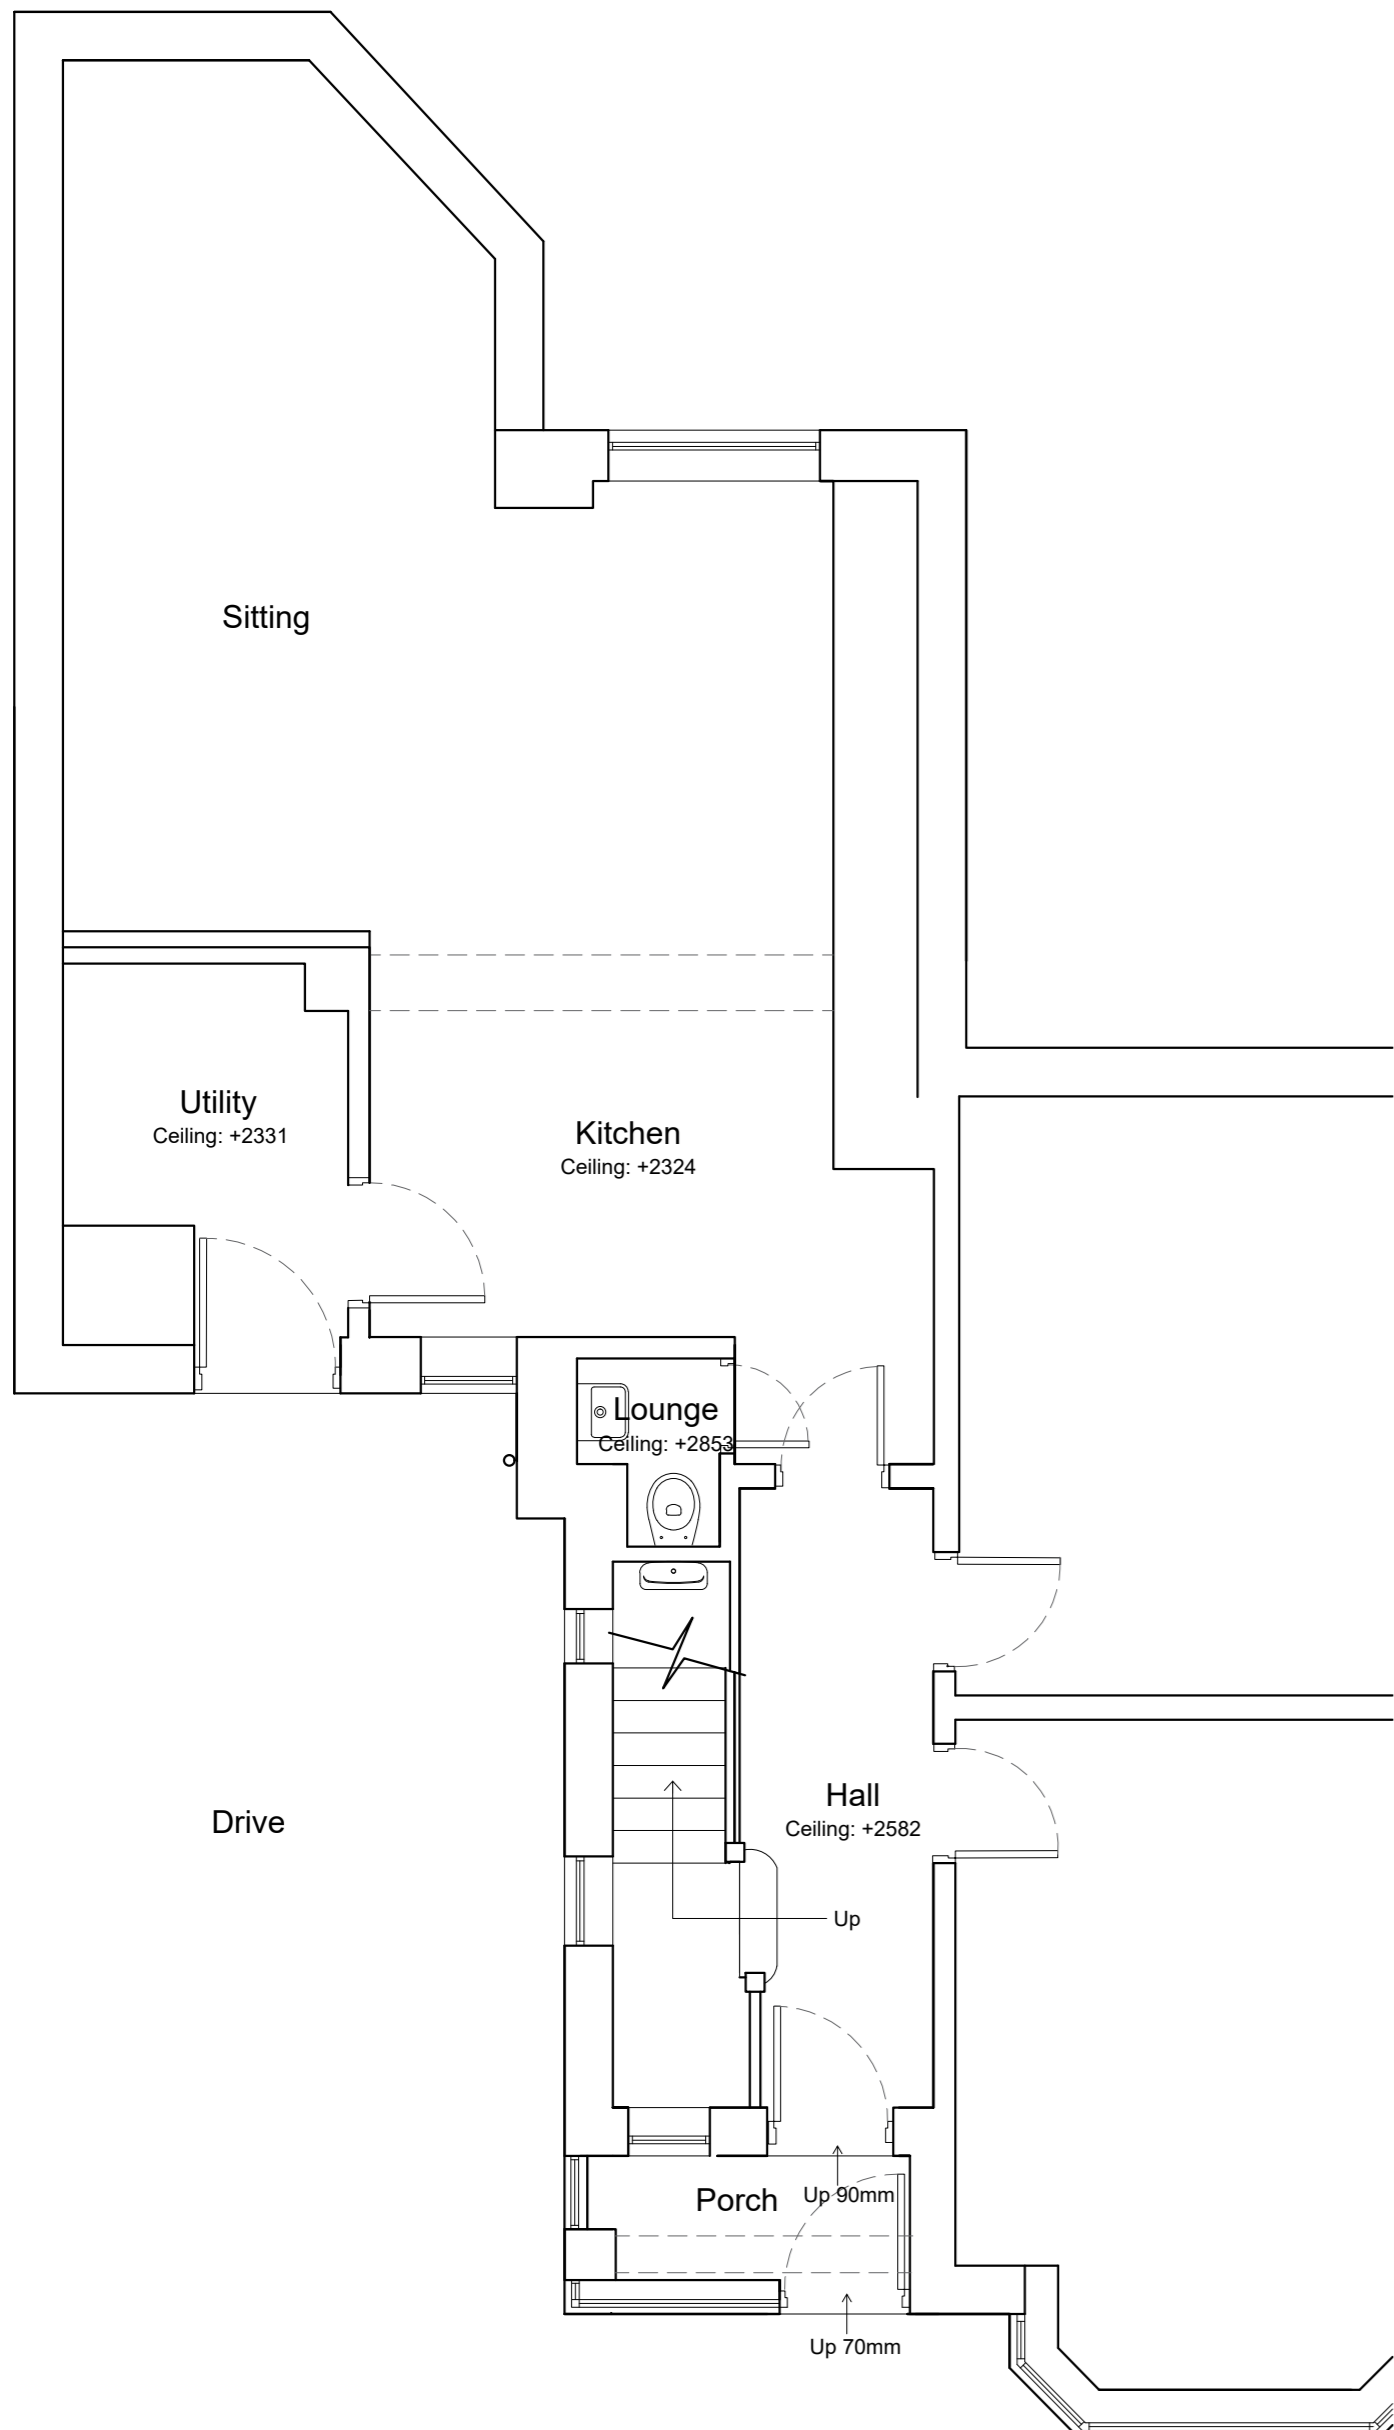 Sitting
Utility
Ceiling: +2331
Kitchen
Ceiling: +2324
Lounge
Ceiling: +2853
Hall
Ceiling: +2582
Drive
Up
Porch
Up 90mm
Up 70mm